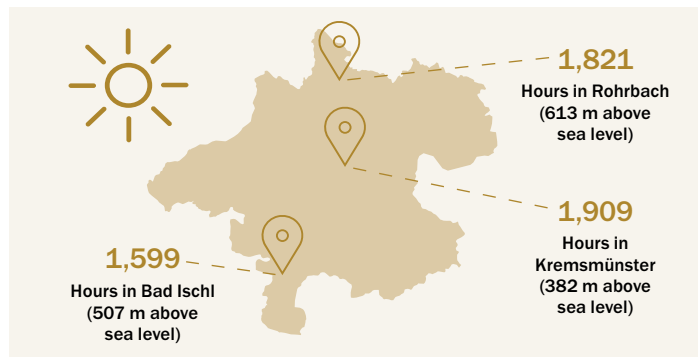 1,821
Hours in Rohrbach
(613 m above
sea level)
1,909
Hours in
Kremsmünster
(382 m above
sea level)
1,599
Hours in Bad Ischl
(507 m above
sea level)